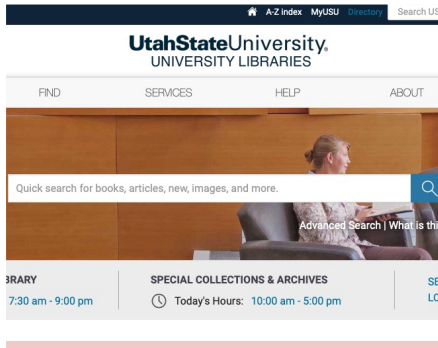 A-Z index MyUSU Directory Search US
UtahStateUniversity®
UNIVERSITY LIBRARIES
FIND SERVICES HELP ABOUT
Quick search for books, articles, new, images, and more.
Advanced Search | What is thi
BRARY SPECIAL COLLECTIONS & ARCHIVES SE
7:30 am - 9:00 pm Today's Hours: 10:00 am - 5:00 pm LO